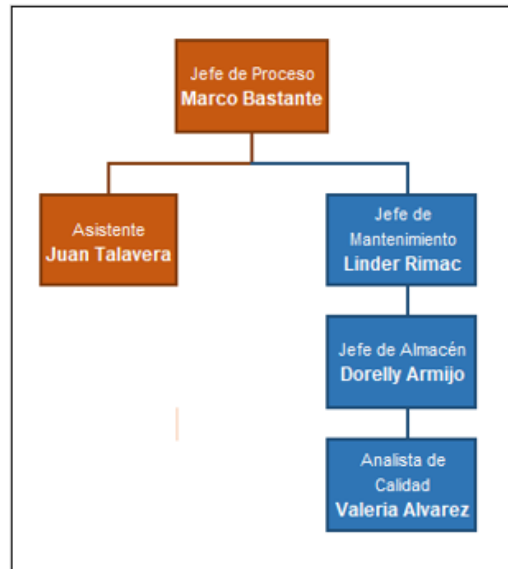 Jefe de Proceso
Marco Bastante
Asistente
Juan Talavera
Jefe de
Mantenimiento
Linder Rimac
Jefe de Almacén
Dorelly Armijo
Analista de
Calidad
Valeria Alvarez